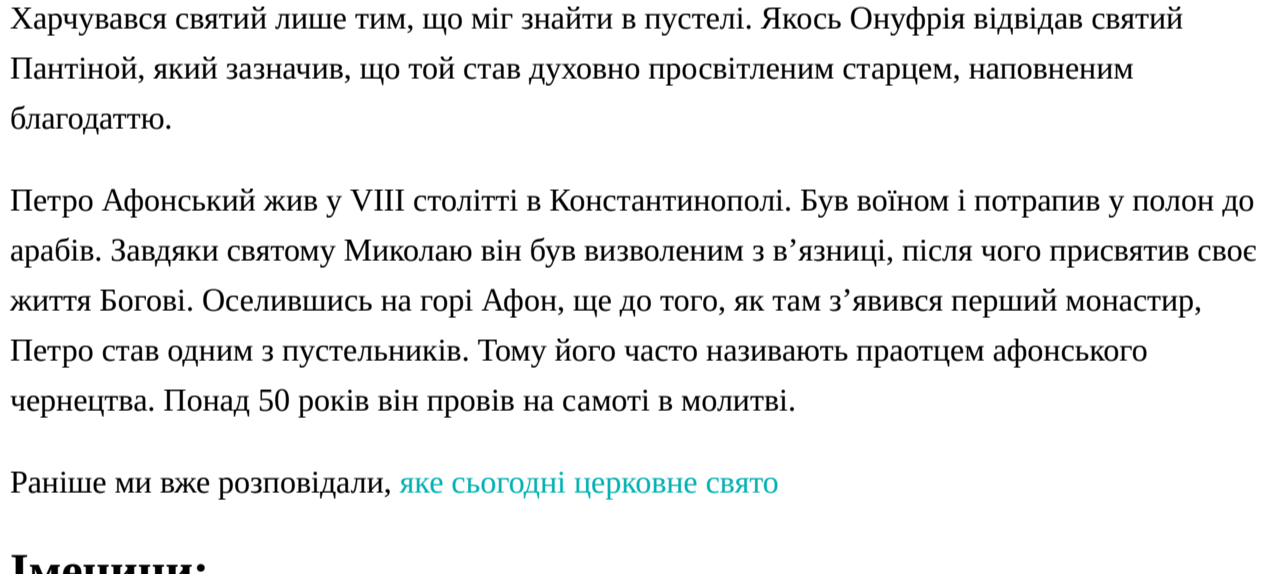 Харчувався святий лише тим, що міг знайти в пустелі. Якось Онуфрія відвідав святий
Пантіной, який зазначив, що той став духовно просвітленим старцем, наповненим
благодаттю.
Петро Афонський жив у VIII столітті в Константинополі. Був воїном і потрапив у полон до
арабів. Завдяки святому Миколаю він був визволеним з в’язниці, після чого присвятив своє
життя Богові. Оселившись на горі Афон, ще до того, як там з’явився перший монастир,
Петро став одним з пустельників. Тому його часто називають праотцем афонського
чернецтва. Понад 50 років він провів на самоті в молитві.
Раніше ми вже розповідали, яке сьогодні церковне свято
Іменини: